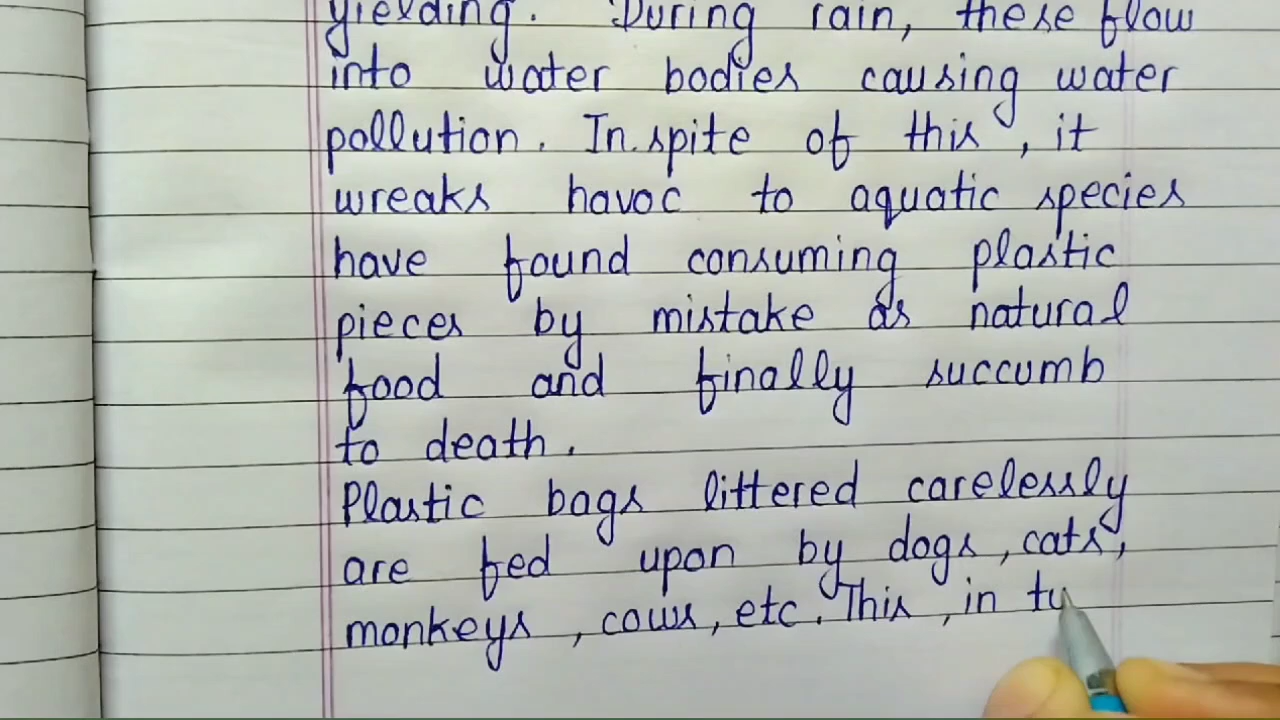 yielding. During rain, these flow
into water bodies causing water
pollution. In.spite of this, it
wreaks havoc to aquatic species
have found consuming plastic
pieces by mistake as natural
food and finally succumb
to death.
Plastic bags littered carelessly
are fed upon by dogs, cats,
monkeys, cows, etc. This, in tu